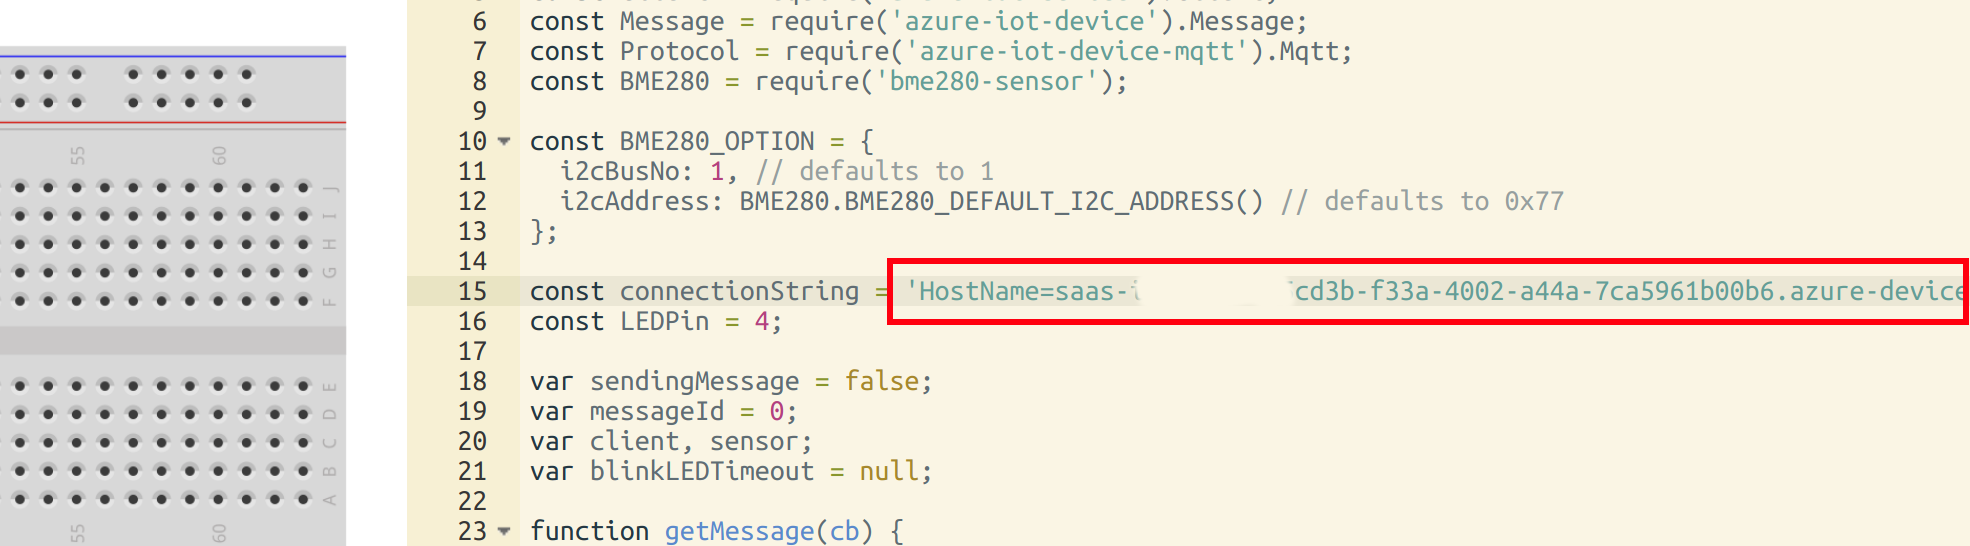 6 const Message = require('azure-iot-device').Message;
7 const Protocol = require('azure-iot-device-mqtt').Mqtt;
8 const BME280 = require('bme280-sensor');
9
10 const BME280_OPTION = {
11 i2cBusNo: 1, // defaults to 1
12 i2cAddress: BME280.BME280_DEFAULT_I2C_ADDRESS() // defaults to 0x77
13 };
14
15 const connectionString = 'HostName=saas- cd3b-f33a-4002-a44a-7ca5961b00b6.azure-device
16 const LEDPin = 4;
17
18 var sendingMessage = false;
19 var messageId = 0;
20 var client, sensor;
21 var blinkLEDTimeout = null;
22
23 function getMessage(cb) {
55 60
J
I
H
G
F
E
D
C
B
A
55 60